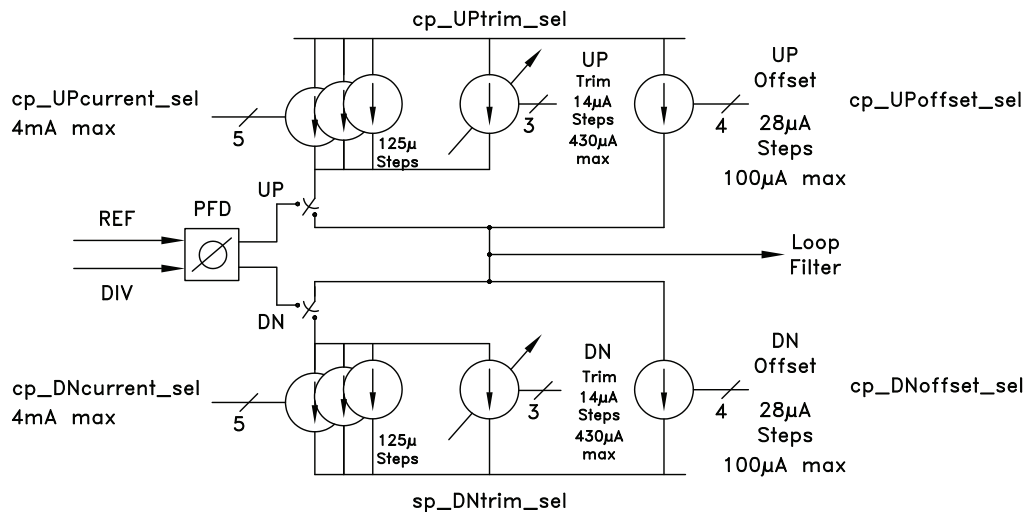 cp_UPtrim_sel
cp_UPcurrent_sel
4mA max
5
125µ
Steps
3
UP
Trim
14µA
Steps
430µA
max
4
UP
Offset
28µA
Steps
100µA max
cp_UPoffset_sel
UP
PFD
REF
DIV
DN
Loop
Filter
cp_DNcurrent_sel
4mA max
5
125µ
Steps
3
DN
Trim
14µA
Steps
430µA
max
4
DN
Offset
28µA
Steps
100µA max
cp_DNoffset_sel
sp_DNtrim_sel